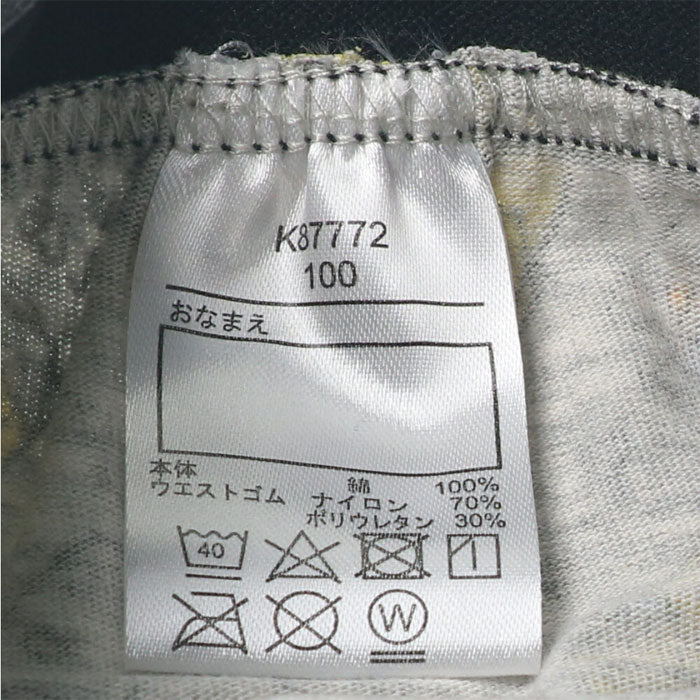 K87772
100
おなまえ
本体 綿 100%
ウエストゴム ナイロン 70%
ポリウレタン 30%
40
W